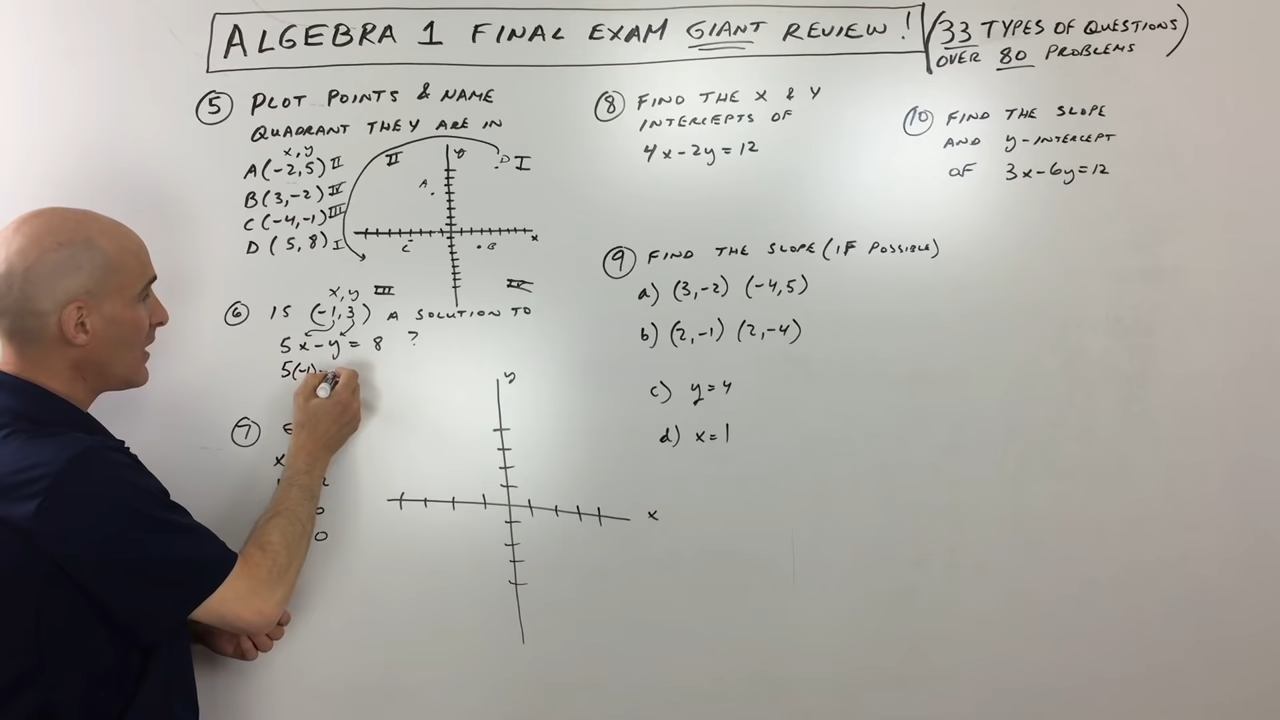 ALGEBRA 1 FINAL EXAM GIANT REVIEW!
(33 TYPES OF QUESTIONS
OVER 80 PROBLEMS)
5 PLOT POINTS & NAME
QUADRANT THEY ARE IN
x,y
A(-2,5) II
B(3,-2) IV
C(-4,-1) III
D(5,8) I
II
y
D
I
A
C
B
x
III
IV
x,y
6 IS (-1,3) A SOLUTION TO
5x-y=8 ?
5(-1)-
7
x
y
x
8 FIND THE X & Y
INTERCEPTS OF
4x-2y=12
9 FIND THE SLOPE (IF POSSIBLE)
a) (3,-2) (-4,5)
b) (2,-1) (2,-4)
c) y=4
d) x=1
10 FIND THE SLOPE
AND y-INTERCEPT
OF 3x-6y=12